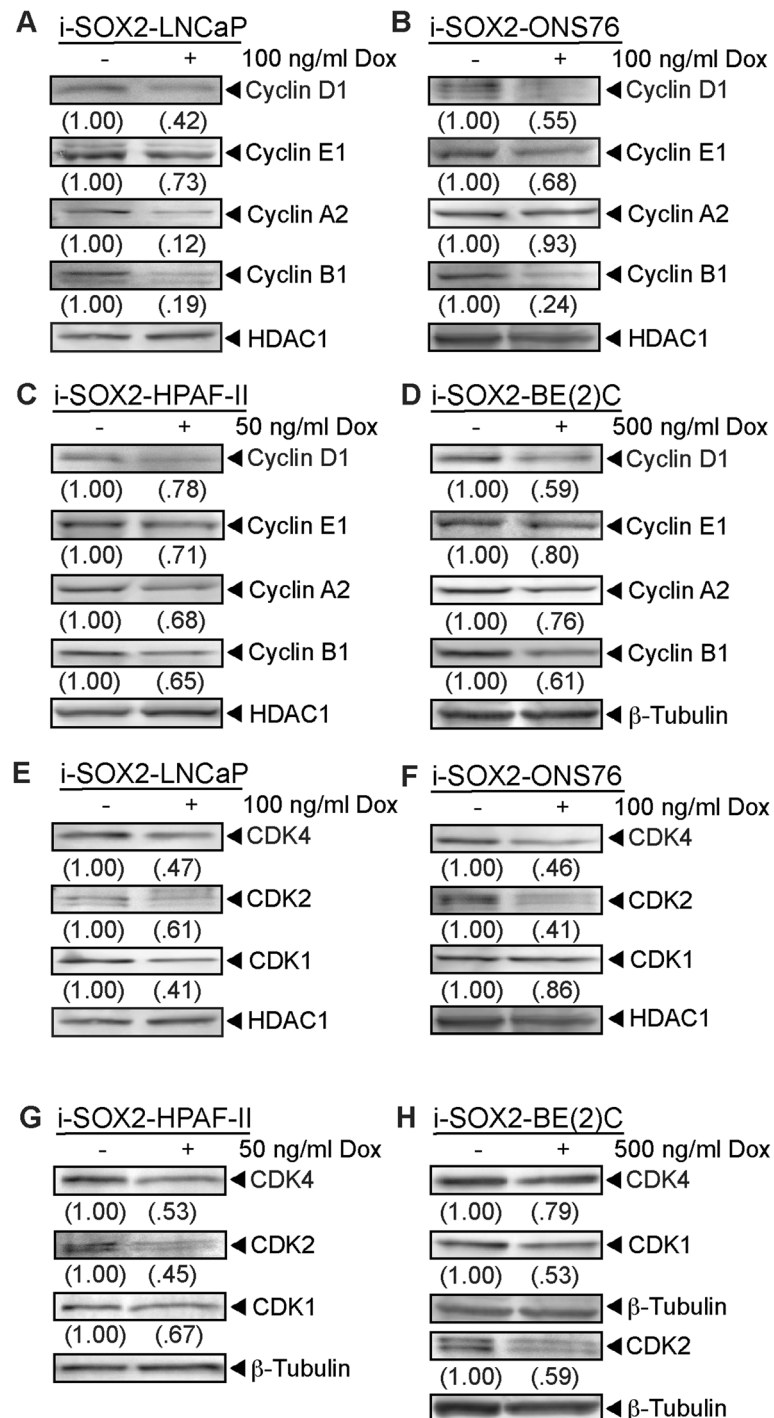 A i-SOX2-LNCaP
- + 100 ng/ml Dox
Cyclin D1
(1.00) (.42)
Cyclin E1
(1.00) (.73)
Cyclin A2
(1.00) (.12)
Cyclin B1
(1.00) (.19)
HDAC1
B i-SOX2-ONS76
- + 100 ng/ml Dox
Cyclin D1
(1.00) (.55)
Cyclin E1
(1.00) (.68)
Cyclin A2
(1.00) (.93)
Cyclin B1
(1.00) (.24)
HDAC1
C i-SOX2-HPAF-II
- + 50 ng/ml Dox
Cyclin D1
(1.00) (.78)
Cyclin E1
(1.00) (.71)
Cyclin A2
(1.00) (.68)
Cyclin B1
(1.00) (.65)
HDAC1
D i-SOX2-BE(2)C
- + 500 ng/ml Dox
Cyclin D1
(1.00) (.59)
Cyclin E1
(1.00) (.80)
Cyclin A2
(1.00) (.76)
Cyclin B1
(1.00) (.61)
β-Tubulin
E i-SOX2-LNCaP
- + 100 ng/ml Dox
CDK4
(1.00) (.47)
CDK2
(1.00) (.61)
CDK1
(1.00) (.41)
HDAC1
F i-SOX2-ONS76
- + 100 ng/ml Dox
CDK4
(1.00) (.46)
CDK2
(1.00) (.41)
CDK1
(1.00) (.86)
HDAC1
G i-SOX2-HPAF-II
- + 50 ng/ml Dox
CDK4
(1.00) (.53)
CDK2
(1.00) (.45)
CDK1
(1.00) (.67)
β-Tubulin
H i-SOX2-BE(2)C
- + 500 ng/ml Dox
CDK4
(1.00) (.79)
CDK1
(1.00) (.53)
β-Tubulin
CDK2
(1.00) (.59)
β-Tubulin